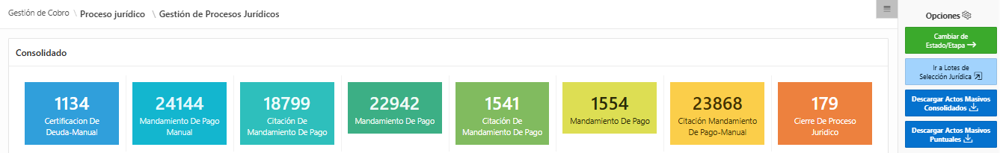 Gestión de Cobro \ Proceso jurídico \ Gestión de Procesos Jurídicos
Opciones
Cambiar de
Estado/Etapa
Ir a Lotes de
Selección Jurídica
Descargar Actos Masivos
Consolidados
Descargar Actos Masivos
Puntuales
Consolidado
1134
Certificacion De
Deuda-Manual
24144
Mandamiento De Pago
Manual
18799
Citación De
Mandamiento De Pago
22942
Mandamiento De Pago
1541
Citación De
Mandamiento De Pago
1554
Mandamiento De Pago
23868
Citación Mandamiento
De Pago-Manual
179
Cierre De Proceso
Juridico